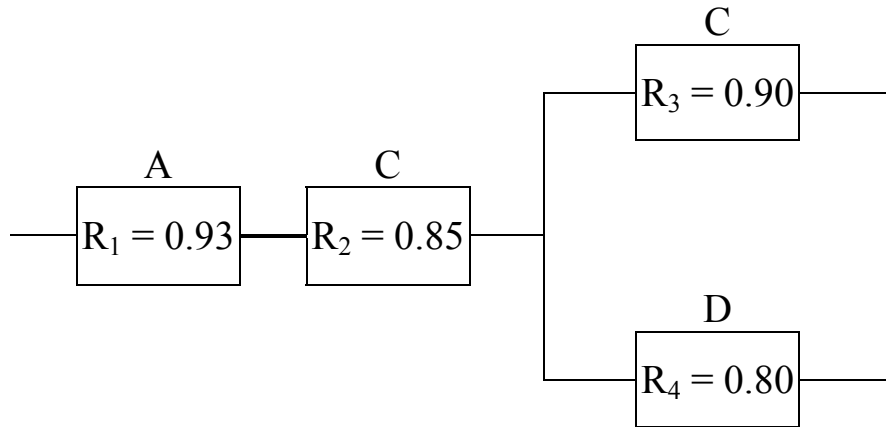 C
R₃ = 0.90
A
C
R₁ = 0.93
R₂ = 0.85
D
R₄ = 0.80